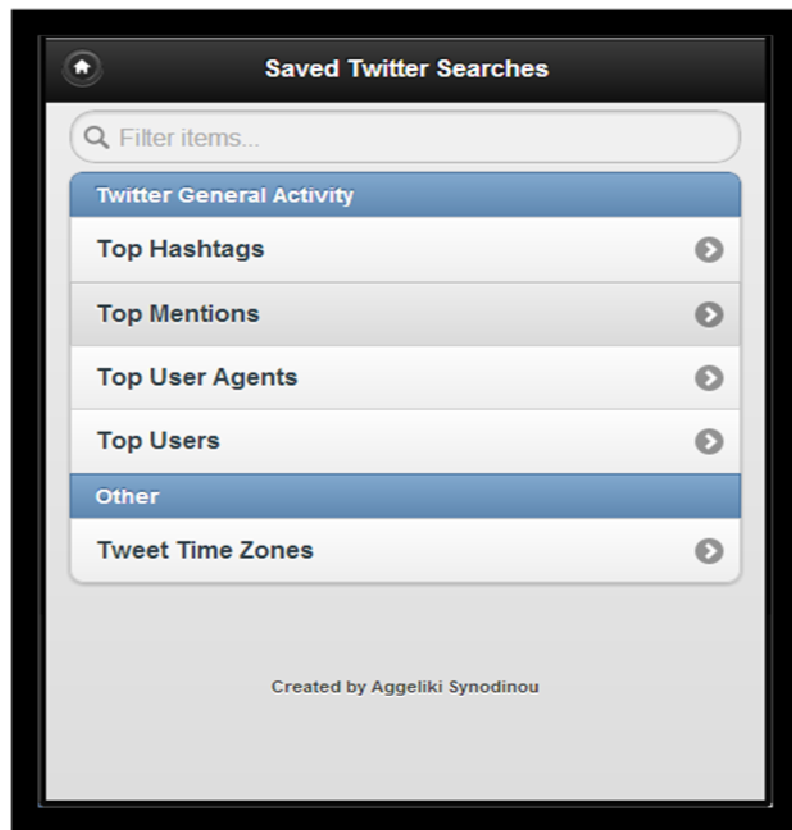 Saved Twitter Searches
Filter items...
Twitter General Activity
Top Hashtags
Top Mentions
Top User Agents
Top Users
Other
Tweet Time Zones
Created by Aggeliki Synodinou